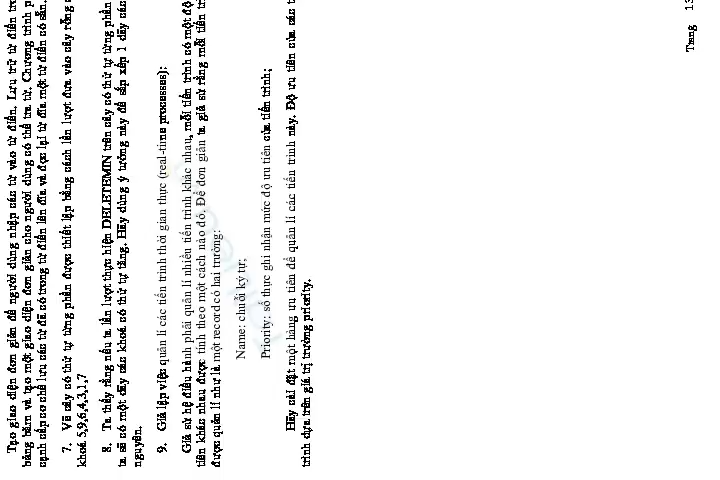 Tạo giao diện đơn giản để người dùng nhập các từ vào từ điển. Lưu trữ từ điển tro
bảng băm và tạo một giao diện đơn giản cho người dùng có thể tra từ. Chương trình p
cạnh cấp cơ chế lưu các từ đã có trong từ điển lên đĩa và đọc lại từ đĩa một từ điển có sẵn.
7. Vẽ cây có thứ tự từng phần được thiết lập bằng cách lần lượt đưa vào cây rỗng
khoá 5,9,6,4,3,1,7
8. Ta thấy rằng nếu ta lần lượt thực hiện DELETEMIN trên cây có thứ tự từng phần
ta sẽ có một dãy các khoá có thứ tự tăng. Hãy dùng ý tưởng này để sắp xếp 1 dãy các
nguyên.
9. Giả lập việc quản lí các tiến trình thời gian thực (real-time processes):
Giả sử hệ điều hành phải quản lí nhiều tiến trình khác nhau, mỗi tiến trình có một độ
tiên khác nhau được tính theo một cách nào đó. Để đơn giản ta giả sử rằng mỗi tiến trì
được quản lí như là một record có hai trường:
Name: chuỗi ký tự;
Priority: số thực ghi nhận mức độ ưu tiên của tiến trình;
Hãy cài đặt một hàng ưu tiên để quản lí các tiến trình này. Độ ưu tiên của các t
trình dựa trên giá trị trường priority.
Trang 13